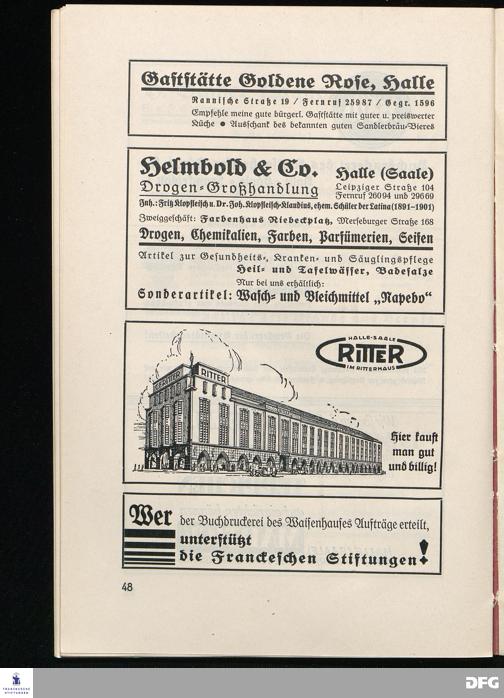 Gaststätte Goldene Rose, Halle
Rannische Straße 19 / Fernruf 25987 / Gegr. 1596
Empfehle meine gute bürgerl. Gaststätte mit guter u. preiswerter
Küche ● Ausschank des bekannten guten Sandlerbräu-Bieres
Helmbold & Co. Halle (Saale)
Drogen-Großhandlung Leipziger Straße 104
Fernruf 26094 und 29669
Inh.: Fritz Klopfleisch u. Dr. Joh. Klopfleisch-Klaudius, ehem. Schüler der Latina (1891-1901)
Zweiggeschäft: Farbenhaus Riebeckplatz, Merseburger Straße 168
Drogen, Chemikalien, Farben, Parfümerien, Seifen
Artikel zur Gesundheits-, Kranken- und Säuglingspflege
Heil- und Tafelwässer, Badesalze
Nur bei uns erhältlich:
Sonderartikel: Wasch- und Bleichmittel „Napebo“
HALLE-SAALE
RITTER
IM RITTERHAUS
RITTER
Hier kauft
man gut
und billig!
Wer der Buchdruckerei des Waisenhauses Aufträge erteilt,
unterstützt
die Franckeschen Stiftungen!
48
FRANCKESCHE
STIFTUNGEN
DFG